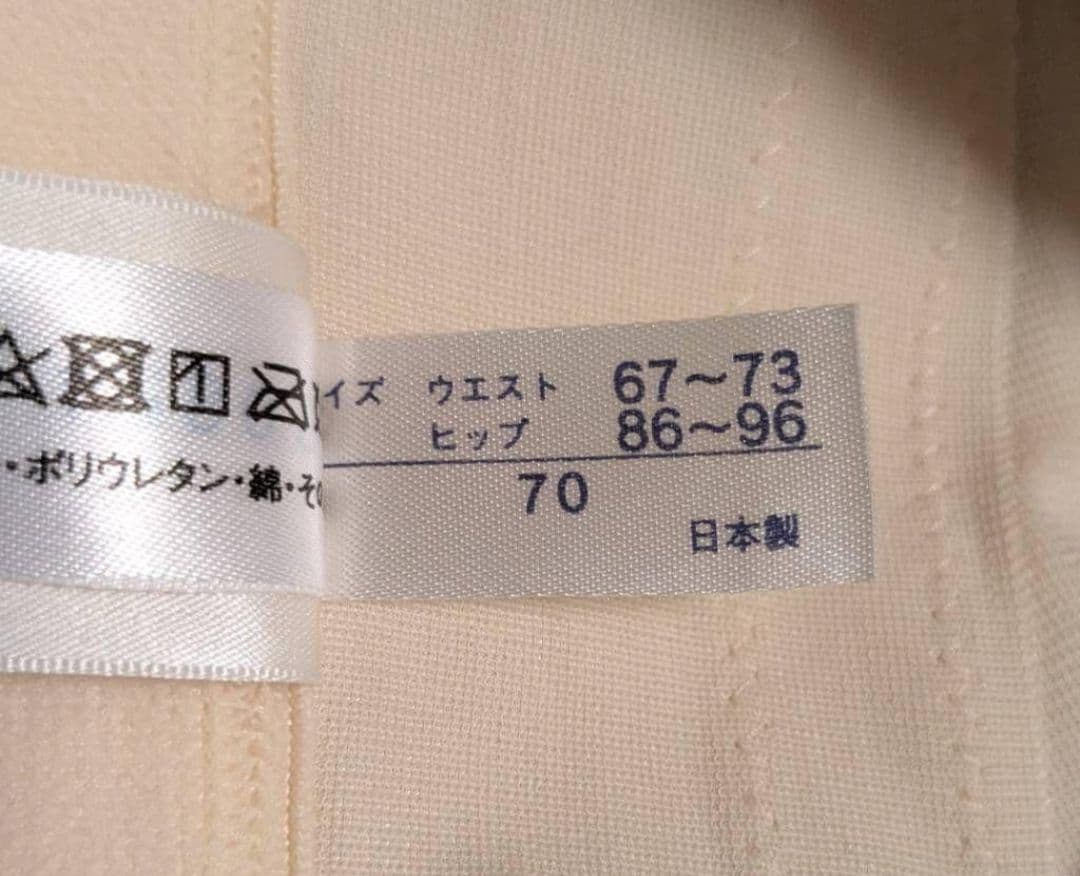 ・ポリウレタン・綿・その
イズ ウエスト 67～73
ヒップ 86～96
70
日本製